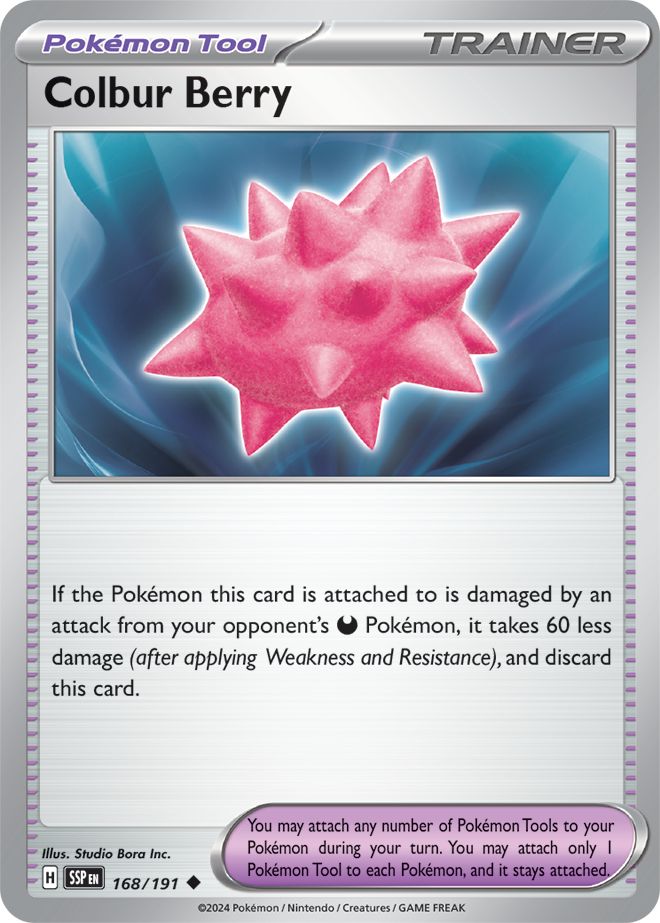 Pokémon Tool
TRAINER
Colbur Berry
If the Pokémon this card is attached to is damaged by an
attack from your opponent's Pokémon, it takes 60 less
damage (after applying Weakness and Resistance), and discard
this card.
You may attach any number of Pokémon Tools to your
Pokémon during your turn. You may attach only 1
Pokémon Tool to each Pokémon, and it stays attached.
Illus. Studio Bora Inc.
H SSP EN 168/191
©2024 Pokémon / Nintendo / Creatures / GAME FREAK